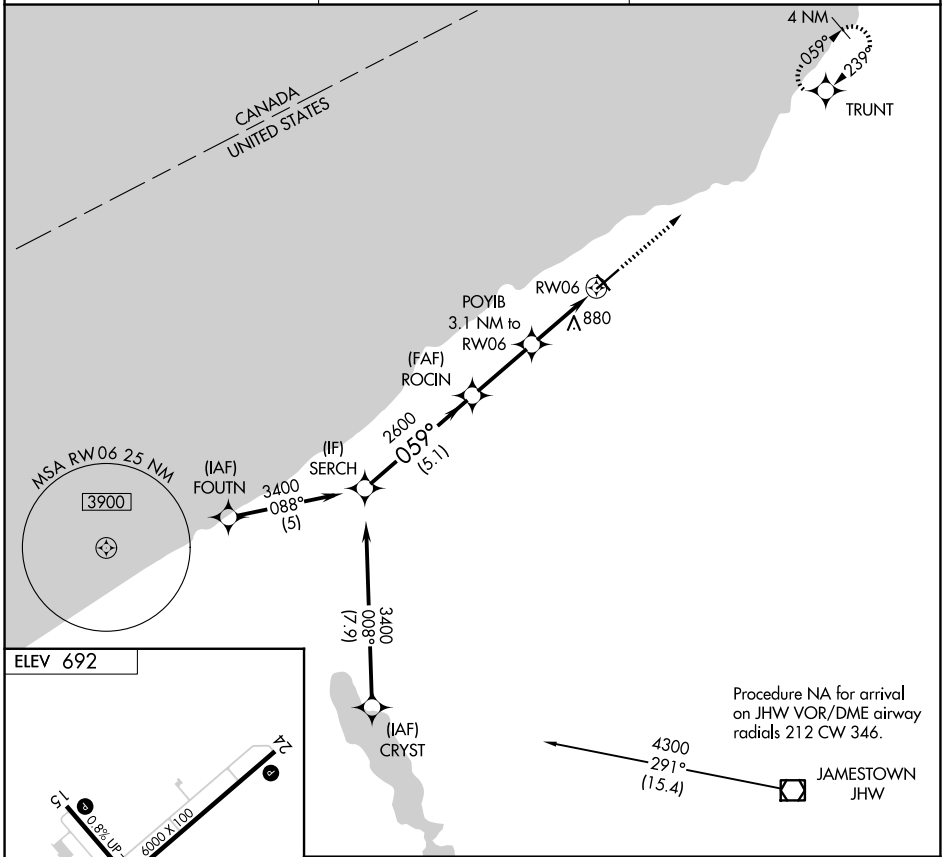 4 NM
059°
239°
TRUNT
CANADA
UNITED STATES
RW06
POYIB
3.1 NM to
RW06
880
(FAF)
ROCIN
2600
059°
(5.1)
(IF)
SERCH
MSA RW06 25 NM
3900
(IAF)
FOUTN
3400
088°
(5)
3400
008°
(7.9)
(IAF)
CRYST
ELEV 692
Procedure NA for arrival
on JHW VOR/DME airway
radials 212 CW 346.
4300
291°
(15.4)
JAMESTOWN
JHW
24
P
15
P
0.8% UP
6000 X 100